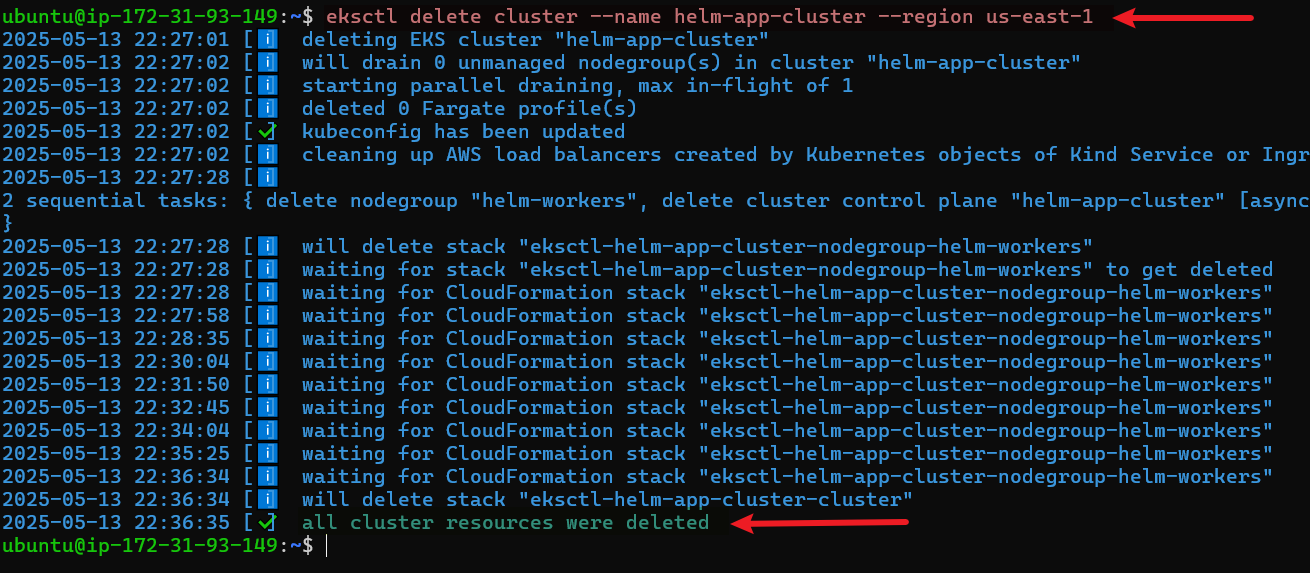 ubuntu@ip-172-31-93-149:~$ eksctl delete cluster --name helm-app-cluster --region us-east-1
2025-05-13 22:27:01 [ℹ]  deleting EKS cluster "helm-app-cluster"
2025-05-13 22:27:02 [ℹ]  will drain 0 unmanaged nodegroup(s) in cluster "helm-app-cluster"
2025-05-13 22:27:02 [ℹ]  starting parallel draining, max in-flight of 1
2025-05-13 22:27:02 [ℹ]  deleted 0 Fargate profile(s)
2025-05-13 22:27:02 [✔]  kubeconfig has been updated
2025-05-13 22:27:02 [ℹ]  cleaning up AWS load balancers created by Kubernetes objects of Kind Service or Ingr
2025-05-13 22:27:28 [ℹ]
2 sequential tasks: { delete nodegroup "helm-workers", delete cluster control plane "helm-app-cluster" [async
}
2025-05-13 22:27:28 [ℹ]  will delete stack "eksctl-helm-app-cluster-nodegroup-helm-workers"
2025-05-13 22:27:28 [ℹ]  waiting for stack "eksctl-helm-app-cluster-nodegroup-helm-workers" to get deleted
2025-05-13 22:27:28 [ℹ]  waiting for CloudFormation stack "eksctl-helm-app-cluster-nodegroup-helm-workers"
2025-05-13 22:27:58 [ℹ]  waiting for CloudFormation stack "eksctl-helm-app-cluster-nodegroup-helm-workers"
2025-05-13 22:28:35 [ℹ]  waiting for CloudFormation stack "eksctl-helm-app-cluster-nodegroup-helm-workers"
2025-05-13 22:30:04 [ℹ]  waiting for CloudFormation stack "eksctl-helm-app-cluster-nodegroup-helm-workers"
2025-05-13 22:31:50 [ℹ]  waiting for CloudFormation stack "eksctl-helm-app-cluster-nodegroup-helm-workers"
2025-05-13 22:32:45 [ℹ]  waiting for CloudFormation stack "eksctl-helm-app-cluster-nodegroup-helm-workers"
2025-05-13 22:34:04 [ℹ]  waiting for CloudFormation stack "eksctl-helm-app-cluster-nodegroup-helm-workers"
2025-05-13 22:35:25 [ℹ]  waiting for CloudFormation stack "eksctl-helm-app-cluster-nodegroup-helm-workers"
2025-05-13 22:36:34 [ℹ]  waiting for CloudFormation stack "eksctl-helm-app-cluster-nodegroup-helm-workers"
2025-05-13 22:36:34 [ℹ]  will delete stack "eksctl-helm-app-cluster-cluster"
2025-05-13 22:36:35 [✔]  all cluster resources were deleted
ubuntu@ip-172-31-93-149:~$